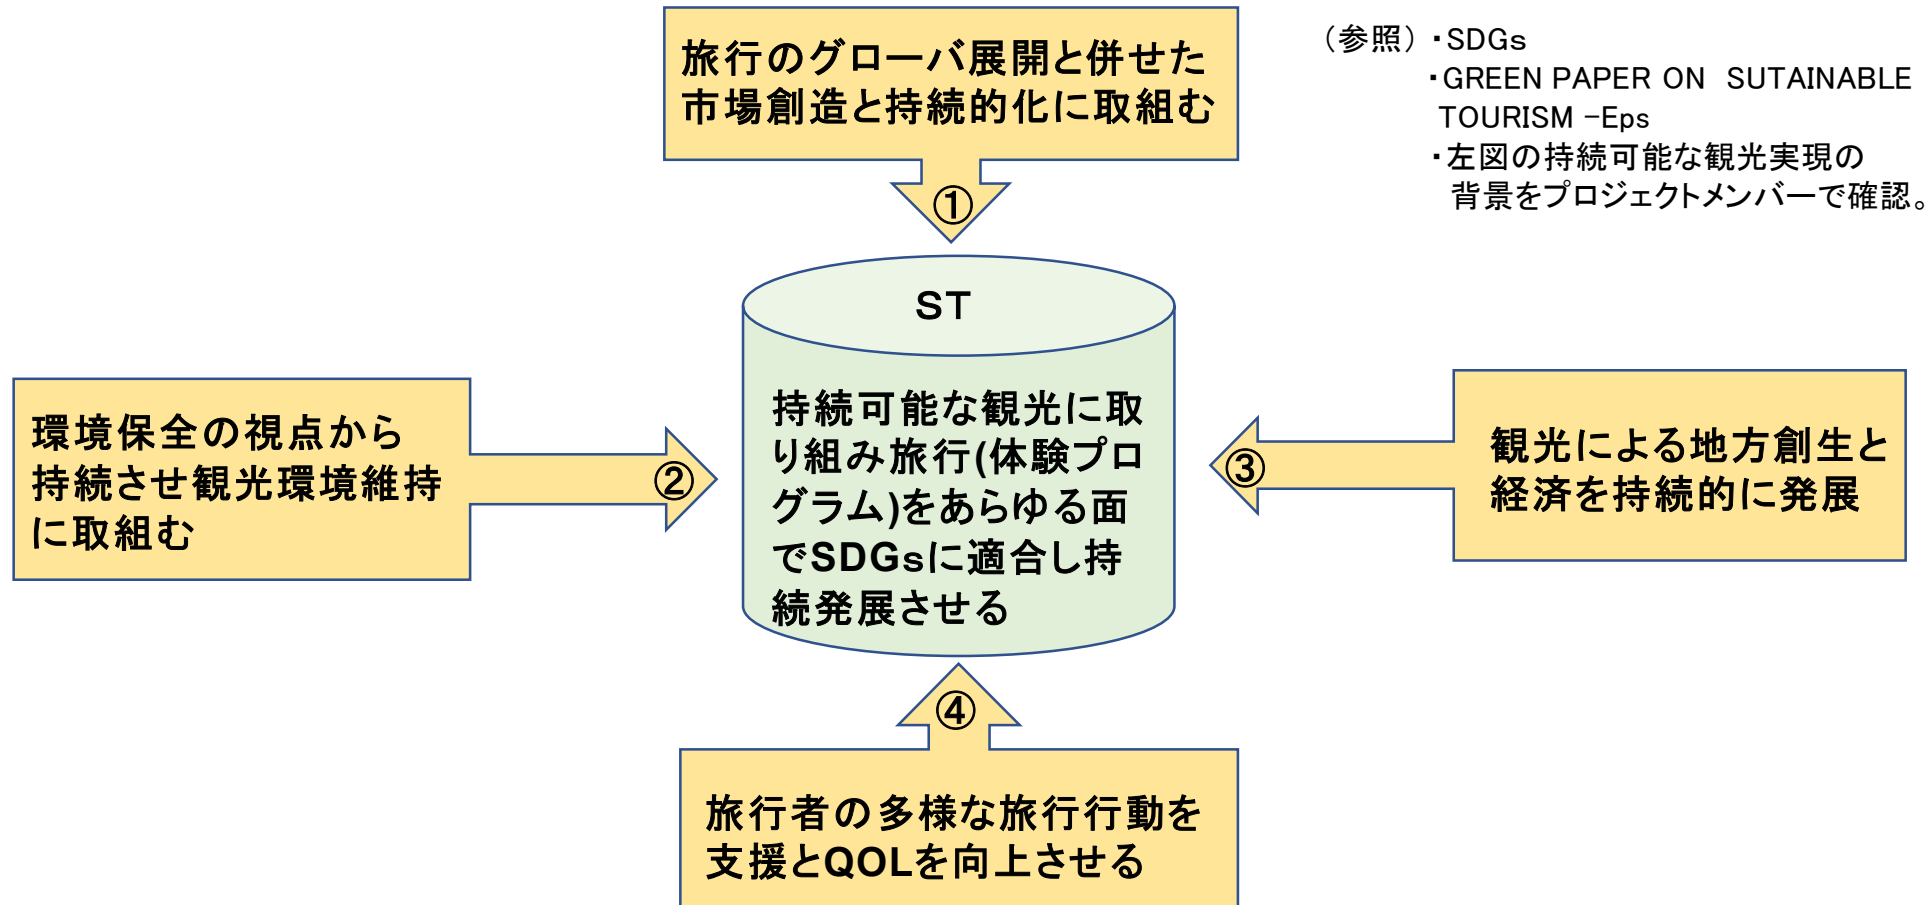 旅行のグローバ展開と併せた
市場創造と持続的化に取組む
①
(参照)・SDGs
・GREEN PAPER ON SUTAINABLE
TOURISM -Eps
・左図の持続可能な観光実現の
背景をプロジェクトメンバーで確認。
ST
持続可能な観光に取
り組み旅行(体験プロ
グラム)をあらゆる面
でSDGsに適合し持
続発展させる
環境保全の視点から
持続させ観光環境維持
に取組む
②
③
観光による地方創生と
経済を持続的に発展
④
旅行者の多様な旅行行動を
支援とQOLを向上させる